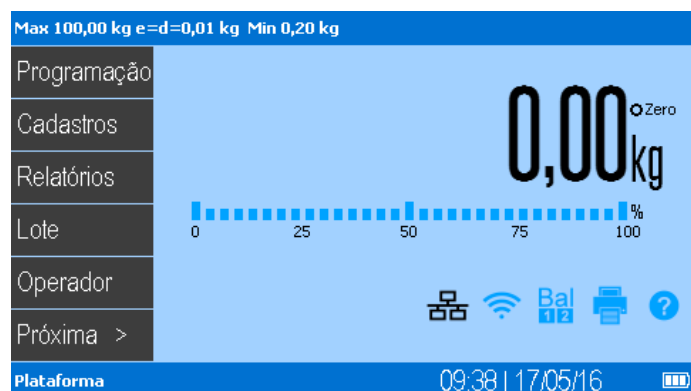 Max 100,00 kg e=d=0,01 kg Min 0,20 kg
Programação
Cadastros
Relatórios
Lote
Operador
Próxima >
0,00 kg
Zero
%
0 25 50 75 100
Bal
1 2
?
Plataforma
09:38 | 17/05/16